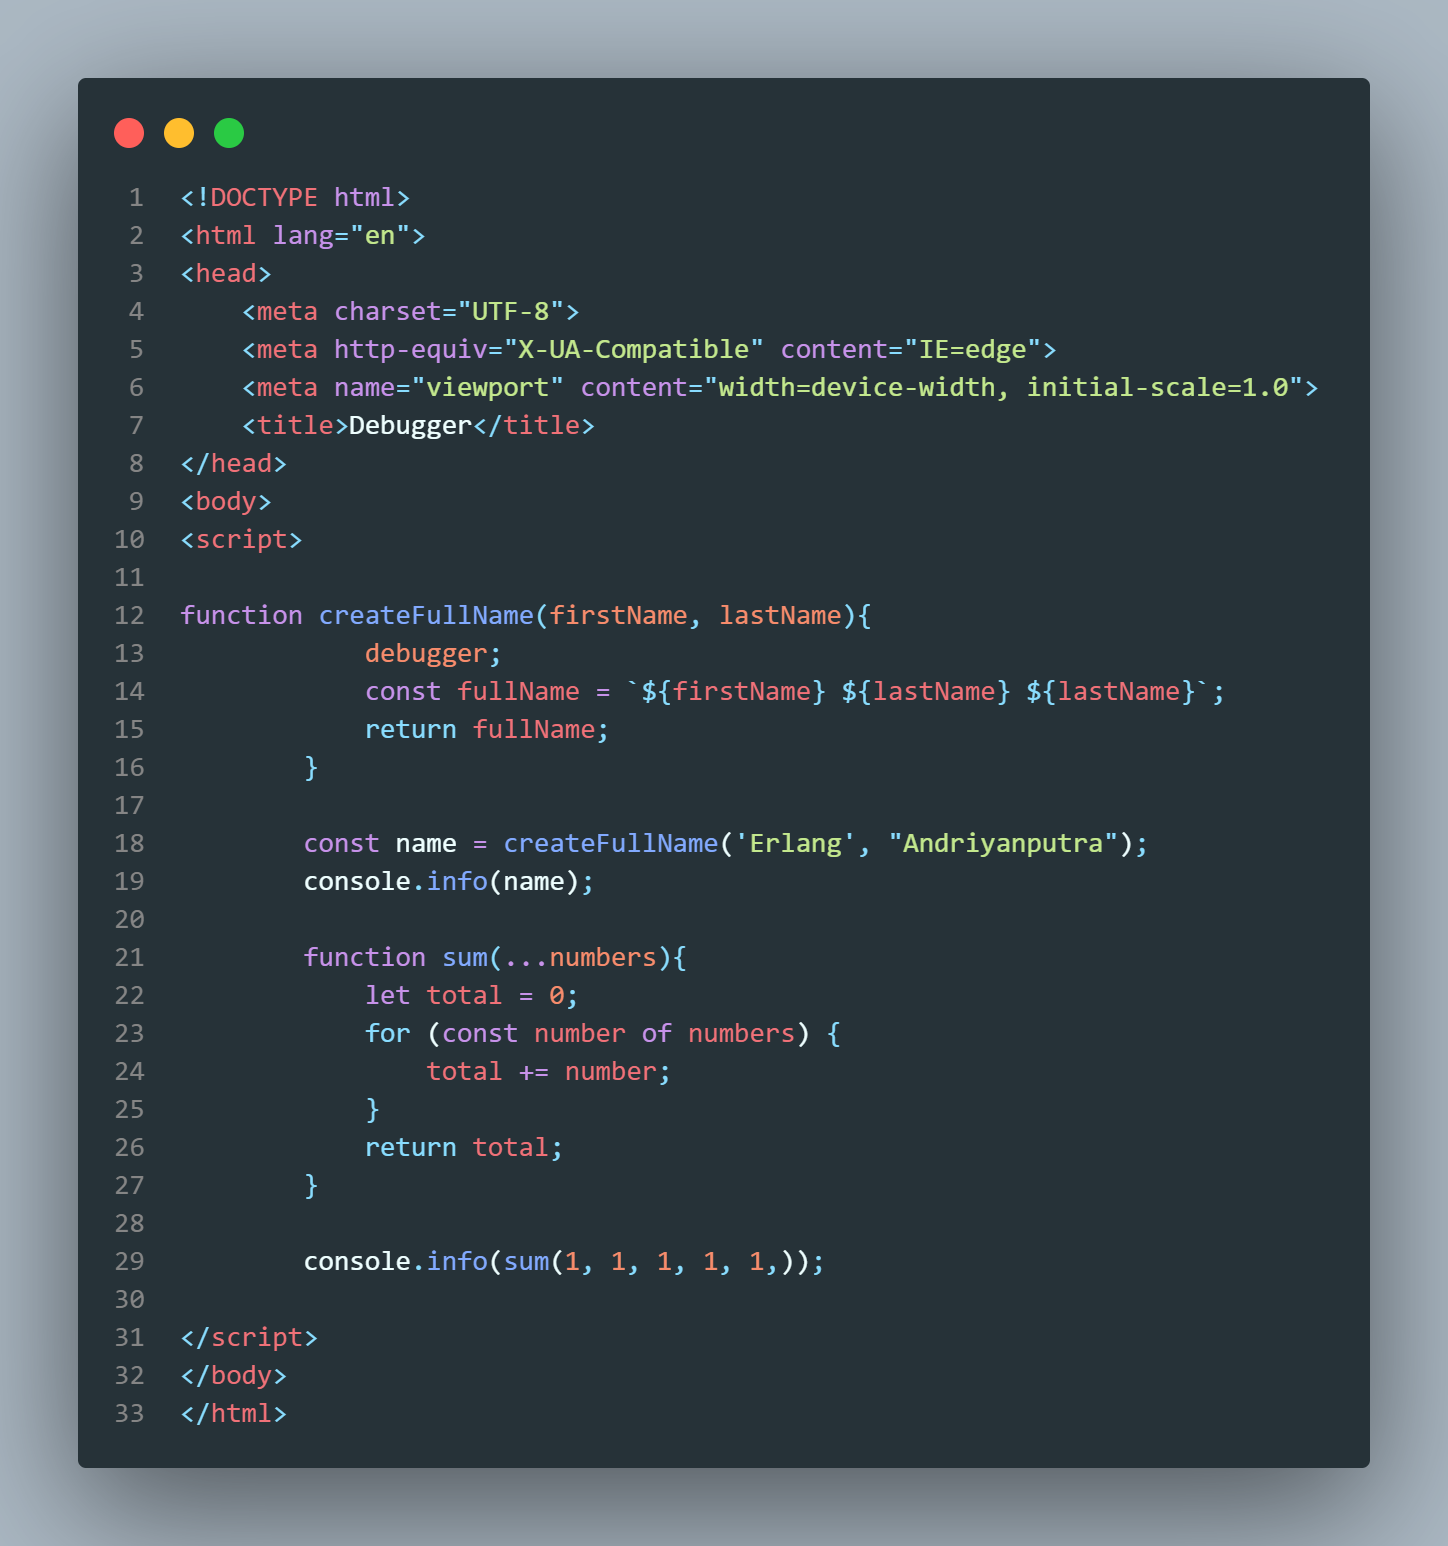 1 <!DOCTYPE html>
2 <html lang="en">
3 <head>
4     <meta charset="UTF-8">
5     <meta http-equiv="X-UA-Compatible" content="IE=edge">
6     <meta name="viewport" content="width=device-width, initial-scale=1.0">
7     <title>Debugger</title>
8 </head>
9 <body>
10 <script>
11
12 function createFullName(firstName, lastName){
13             debugger;
14             const fullName = `${firstName} ${lastName} ${lastName}`;
15             return fullName;
16         }
17
18         const name = createFullName('Erlang', "Andriyanputra");
19         console.info(name);
20
21         function sum(...numbers){
22             let total = 0;
23             for (const number of numbers) {
24                 total += number;
25             }
26             return total;
27         }
28
29         console.info(sum(1, 1, 1, 1, 1,));
30
31 </script>
32 </body>
33 </html>